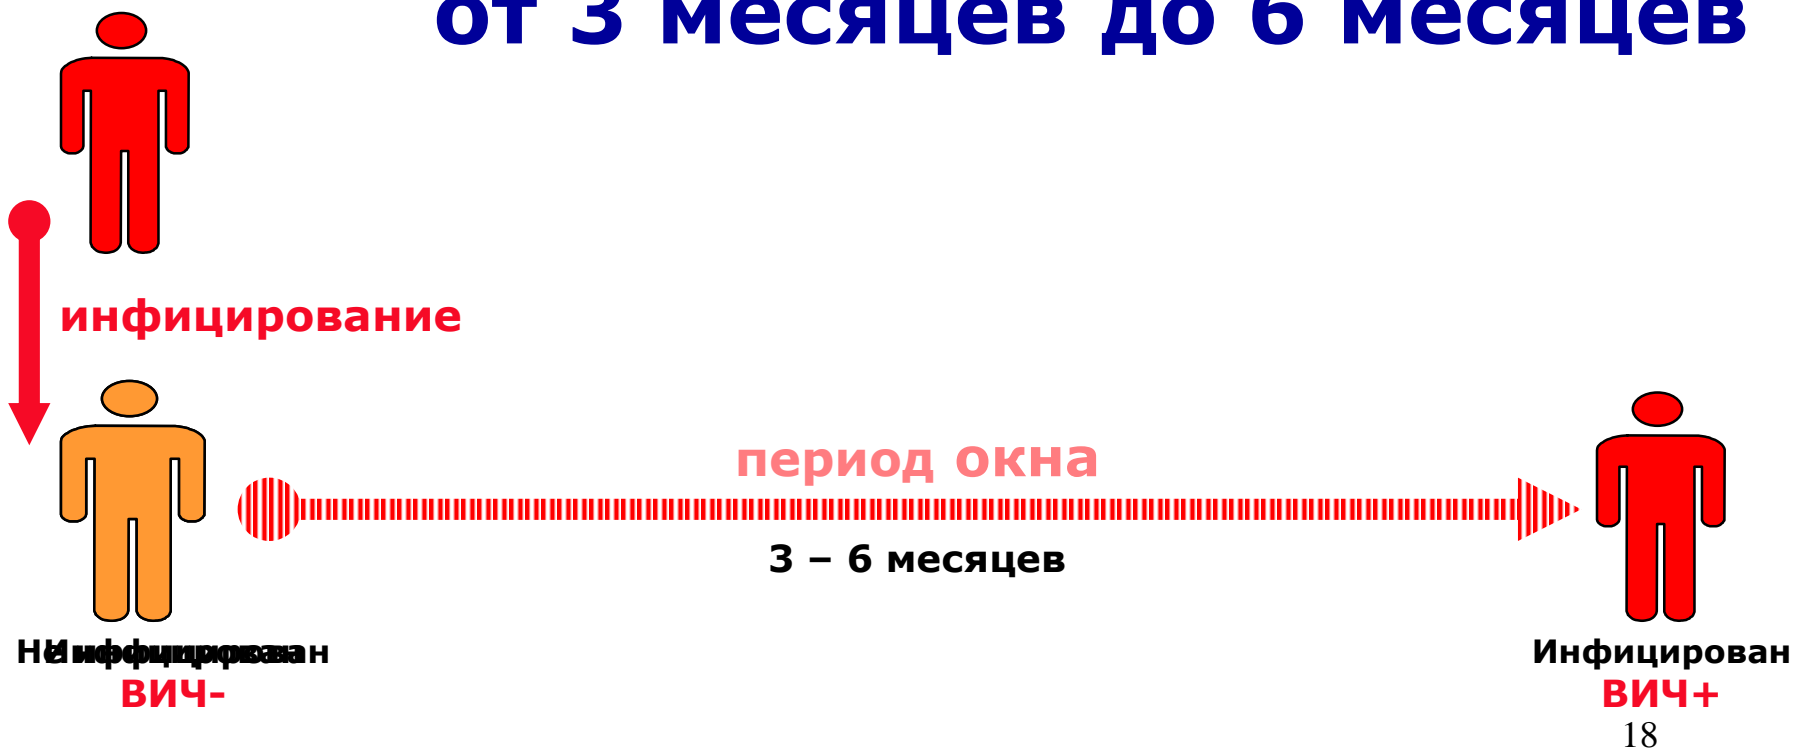 от 3 месяцев до 6 месяцев
инфицирование
период окна
3 – 6 месяцев
Инфицирован
ВИЧ-
Инфицирован
ВИЧ+
18